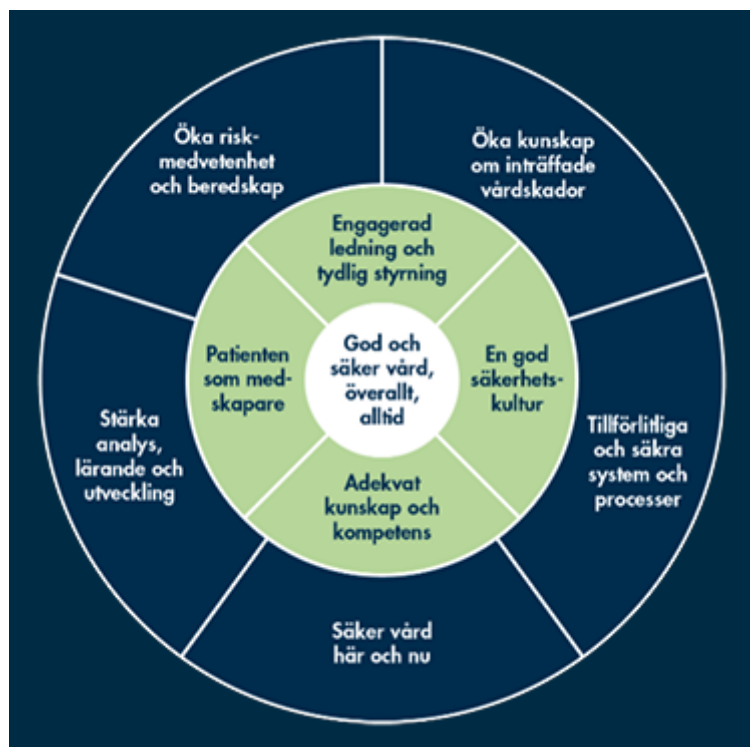 Öka risk-
medvetenhet
och beredskap
Öka kunskap
om inträffade
vårdskador
Engagerad
ledning och
tydlig styrning
Patienten
som med-
skapare
God och
säker vård,
överallt,
alltid
En god
säkerhets-
kultur
Stärka
analys,
lärande och
utveckling
Tillförlitliga
och säkra
system och
processer
Adekvat
kunskap och
kompetens
Säker vård
här och nu